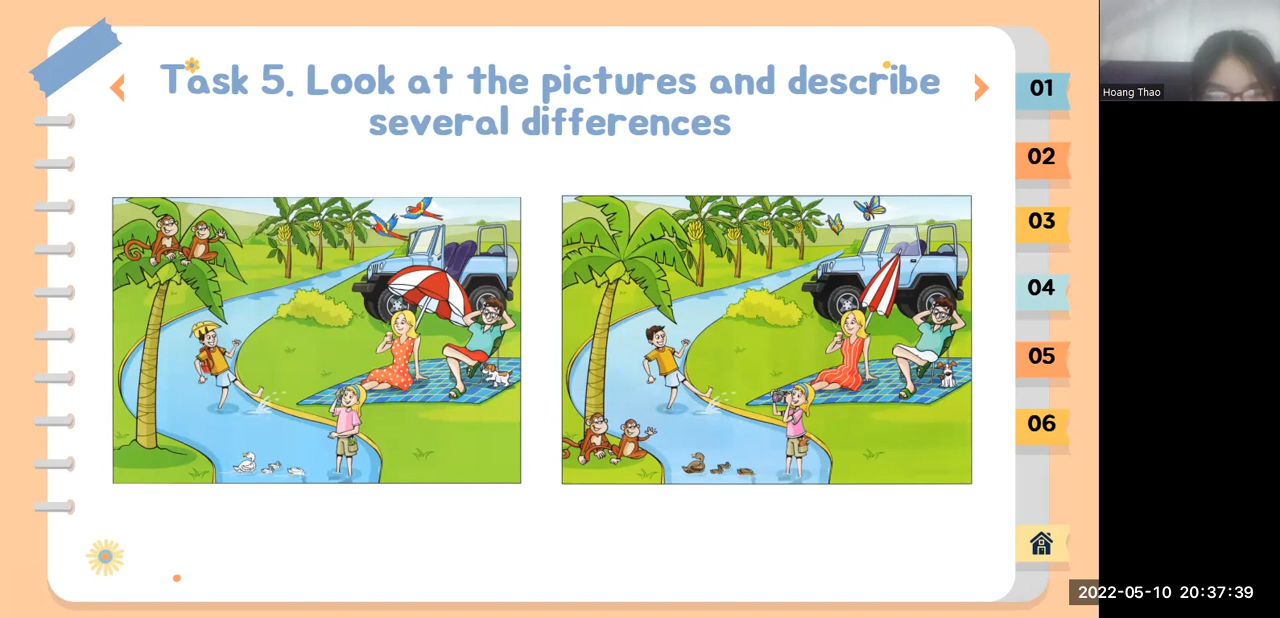 Task 5. Look at the pictures and describe
several differences
01
02
03
04
05
06
Hoang Thao
2022-05-10 20:37:39